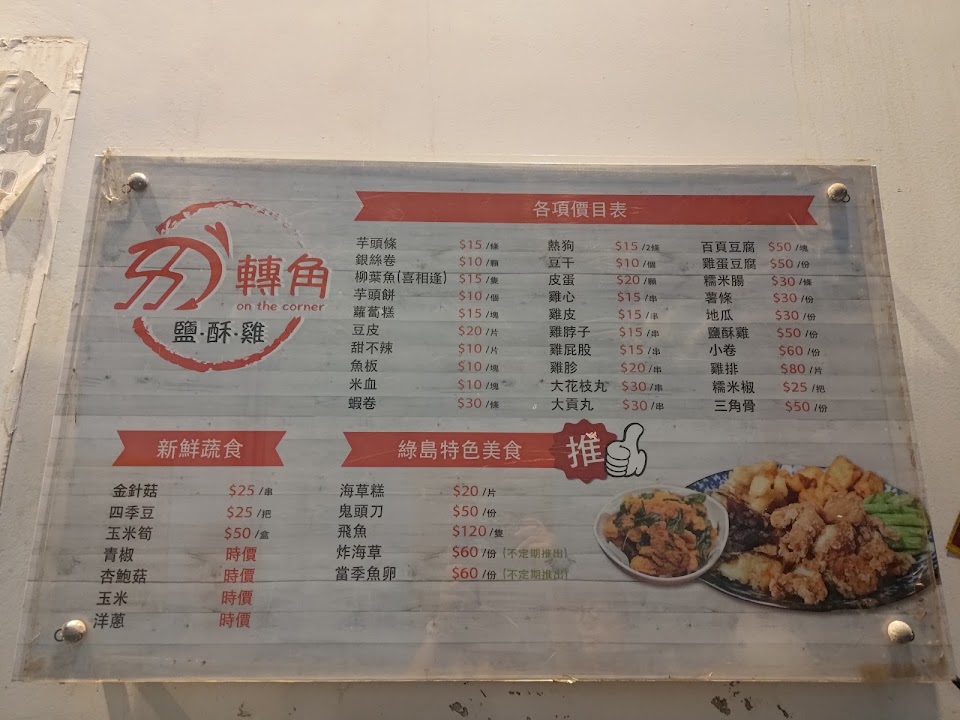 轉角
on the corner
鹽·酥·雞
各項價目表
芋頭條 $15/條
銀絲卷 $10/顆
柳葉魚(喜相逢) $15/隻
芋頭餅 $10/個
蘿蔔糕 $15/塊
豆皮 $20/片
甜不辣 $10/片
魚板 $10/塊
米血 $10/塊
蝦卷 $30/條
熱狗 $15/2條
豆干 $10/個
皮蛋 $20/顆
雞心 $15/串
雞皮 $15/串
雞脖子 $15/串
雞屁股 $15/串
雞胗 $20/串
大花枝丸 $30/串
大貢丸 $30/串
百頁豆腐 $50/塊
雞蛋豆腐 $50/份
糯米腸 $30/條
薯條 $30/份
地瓜 $30/份
鹽酥雞 $50/份
小卷 $60/份
雞排 $80/片
糯米椒 $25/把
三角骨 $50/份
新鮮蔬食
金針菇 $25/串
四季豆 $25/把
玉米筍 $50/盒
青椒 時價
杏鮑菇 時價
玉米 時價
洋蔥 時價
綠島特色美食 推
海草糕 $20/片
鬼頭刀 $50/份
飛魚 $120/隻
炸海草 $60/份 (不定期推出)
當季魚卵 $60/份 (不定期推出)